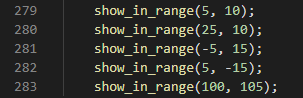 279 show_in_range(5, 10);
280 show_in_range(25, 10);
281 show_in_range(-5, 15);
282 show_in_range(5, -15);
283 show_in_range(100, 105);